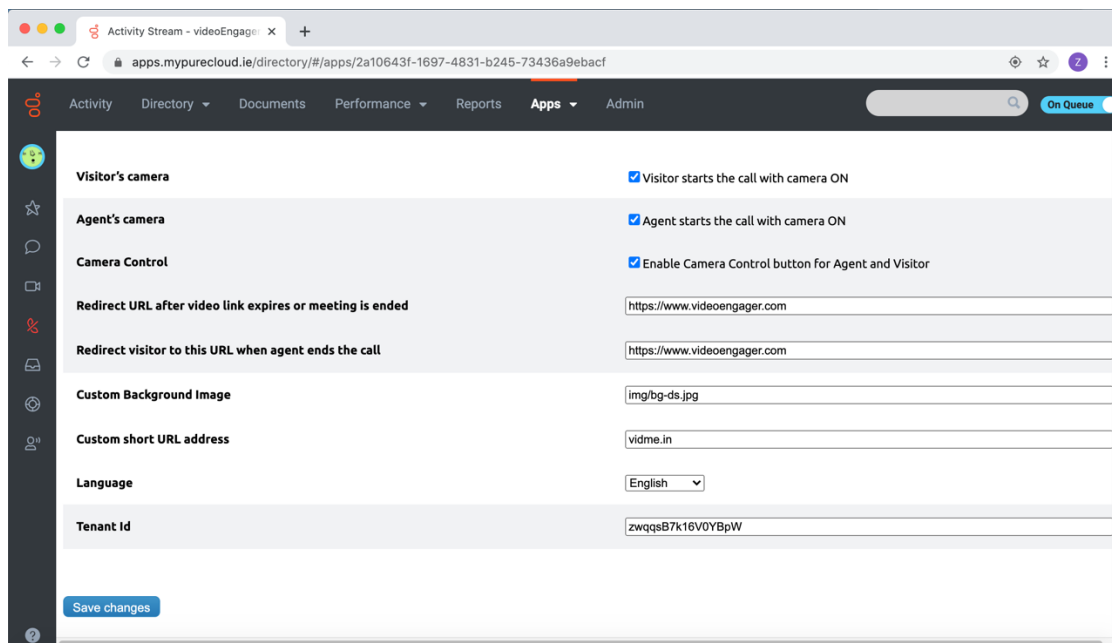 Activity Stream - videoEngager
apps.mypurecloud.ie/directory/#/apps/2a10643f-1697-4831-b245-73436a9ebacf
Z
Activity Directory Documents Performance Reports Apps Admin
On Queue
Visitor's camera Visitor starts the call with camera ON
Agent's camera Agent starts the call with camera ON
Camera Control Enable Camera Control button for Agent and Visitor
Redirect URL after video link expires or meeting is ended https://www.videoengager.com
Redirect visitor to this URL when agent ends the call https://www.videoengager.com
Custom Background Image img/bg-ds.jpg
Custom short URL address vidme.in
Language English
Tenant Id zwqqsB7k16V0YBpW
Save changes